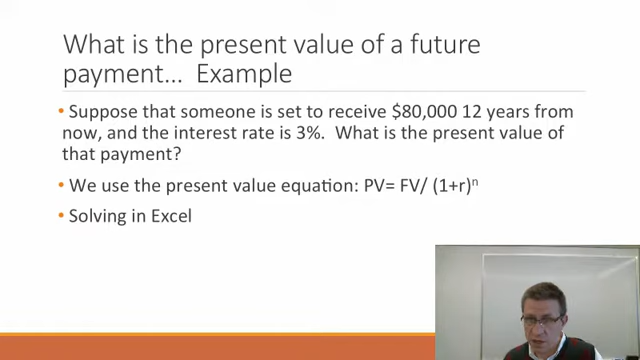 What is the present value of a future
payment... Example
• Suppose that someone is set to receive $80,000 12 years from
now, and the interest rate is 3%. What is the present value of
that payment?
• We use the present value equation: PV= FV/ (1+r)ⁿ
• Solving in Excel